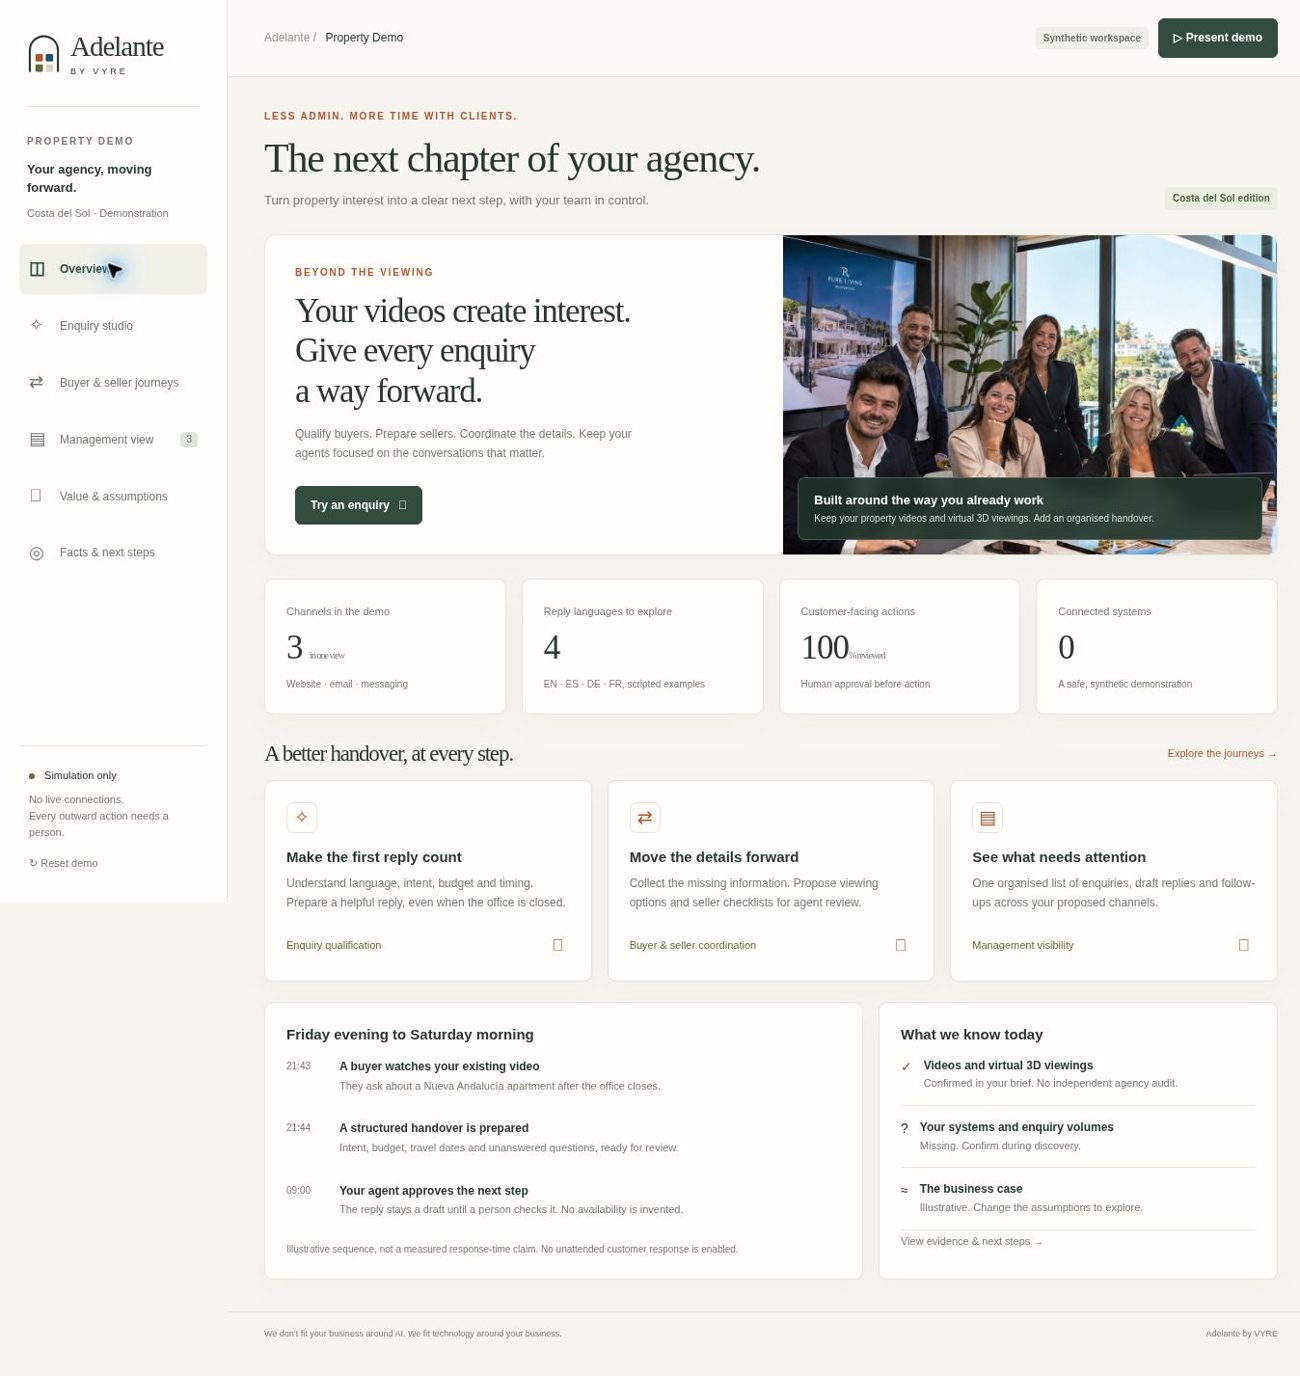 Adelante
BY VYRE
PROPERTY DEMO
Your agency, moving
forward.
Costa del Sol · Demonstration
Overview
Enquiry studio
Buyer & seller journeys
Management view 3
Value & assumptions
Facts & next steps
Simulation only
No live connections.
Every outward action needs a
person.
↻ Reset demo
Adelante / Property Demo
Synthetic workspace
▷ Present demo
LESS ADMIN. MORE TIME WITH CLIENTS.
The next chapter of your agency.
Turn property interest into a clear next step, with your team in control.
Costa del Sol edition
BEYOND THE VIEWING
Your videos create interest.
Give every enquiry
a way forward.
Qualify buyers. Prepare sellers. Coordinate the details. Keep your
agents focused on the conversations that matter.
Try an enquiry
PURE LIVING
Built around the way you already work
Keep your property videos and virtual 3D viewings. Add an organised handover.
Channels in the demo
3 in one view
Website · email · messaging
Reply languages to explore
4
EN · ES · DE · FR, scripted examples
Customer-facing actions
100% reviewed
Human approval before action
Connected systems
0
A safe, synthetic demonstration
A better handover, at every step.
Explore the journeys →
Make the first reply count
Understand language, intent, budget and timing.
Prepare a helpful reply, even when the office is closed.
Enquiry qualification
Move the details forward
Collect the missing information. Propose viewing
options and seller checklists for agent review.
Buyer & seller coordination
See what needs attention
One organised list of enquiries, draft replies and follow-
ups across your proposed channels.
Management visibility
Friday evening to Saturday morning
21:43 A buyer watches your existing video
They ask about a Nueva Andalucía apartment after the office closes.
21:44 A structured handover is prepared
Intent, budget, travel dates and unanswered questions, ready for review.
09:00 Your agent approves the next step
The reply stays a draft until a person checks it. No availability is invented.
Illustrative sequence, not a measured response-time claim. No unattended customer response is enabled.
What we know today
✓ Videos and virtual 3D viewings
Confirmed in your brief. No independent agency audit.
? Your systems and enquiry volumes
Missing. Confirm during discovery.
≈ The business case
Illustrative. Change the assumptions to explore.
View evidence & next steps →
We don't fit your business around AI. We fit technology around your business.
Adelante by VYRE